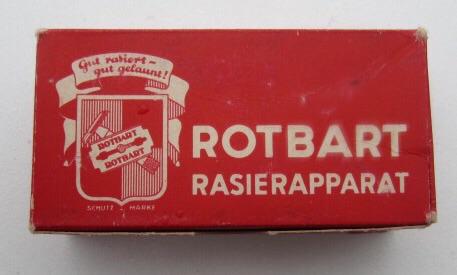 Gut rasiert –
gut gelaunt!
ROTBART
ROTBART
SCHUTZ - MARKE
ROTBART
RASIERAPPARAT